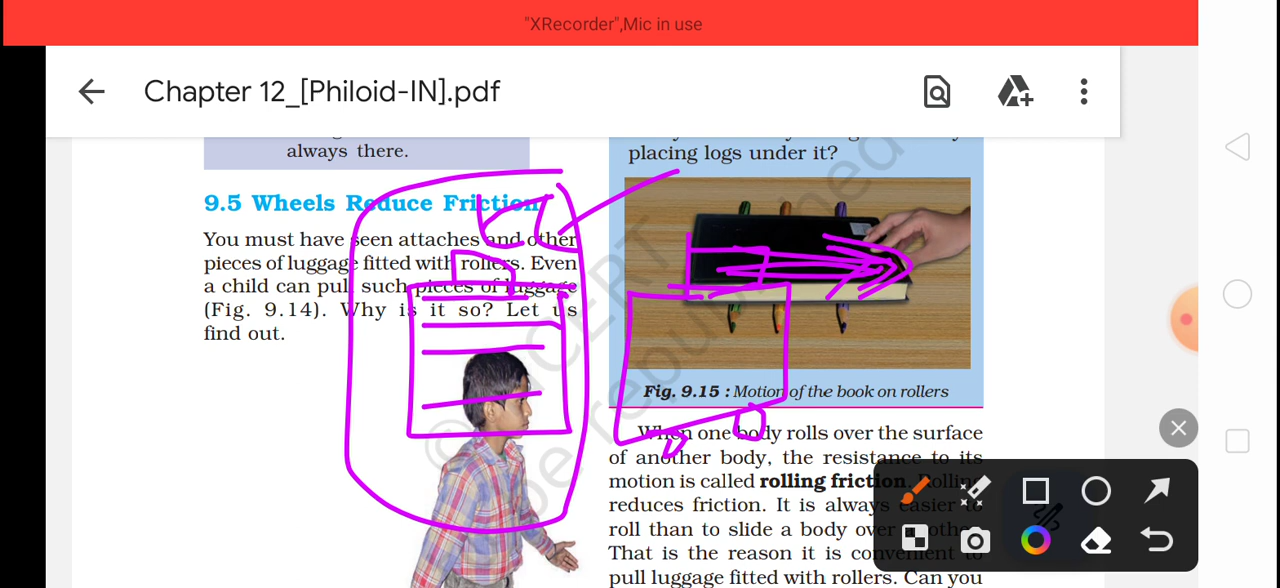 "XRecorder",Mic in use
Chapter 12_[Philoid-IN].pdf
always there.
9.5 Wheels Reduce Friction
You must have seen attaches and other
pieces of luggage fitted with rollers. Even
a child can pull such pieces of luggage
(Fig. 9.14). Why is it so? Let us
find out.
placing logs under it?
Fig. 9.15 : Motion of the book on rollers
When one body rolls over the surface
of another body, the resistance to its
motion is called rolling friction. Rolling
reduces friction. It is always easier to
roll than to slide a body over
That is the reason it is convenient to
pull luggage fitted with rollers. Can you
© NCERT
be republished